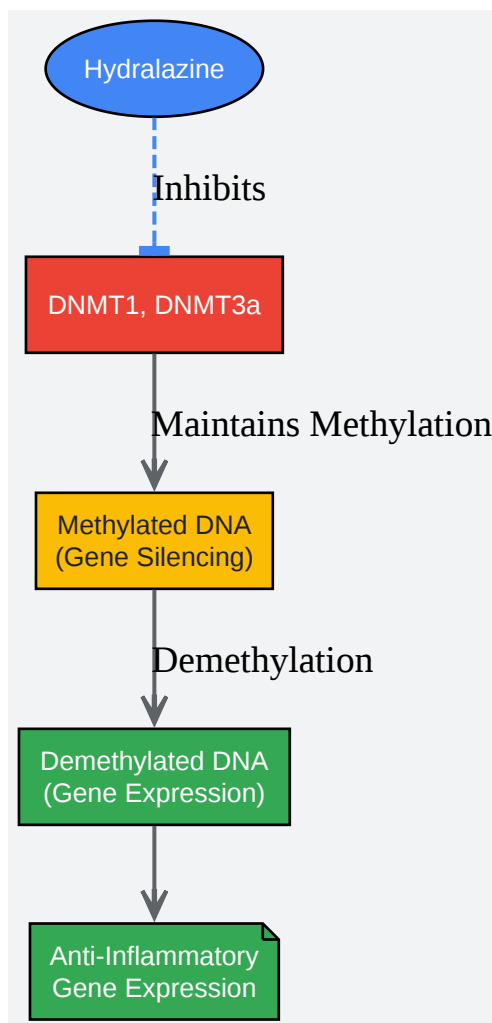 Hydralazine
Inhibits
DNMT1, DNMT3a
Maintains Methylation
Methylated DNA
(Gene Silencing)
Demethylation
Demethylated DNA
(Gene Expression)
Anti-Inflammatory
Gene Expression